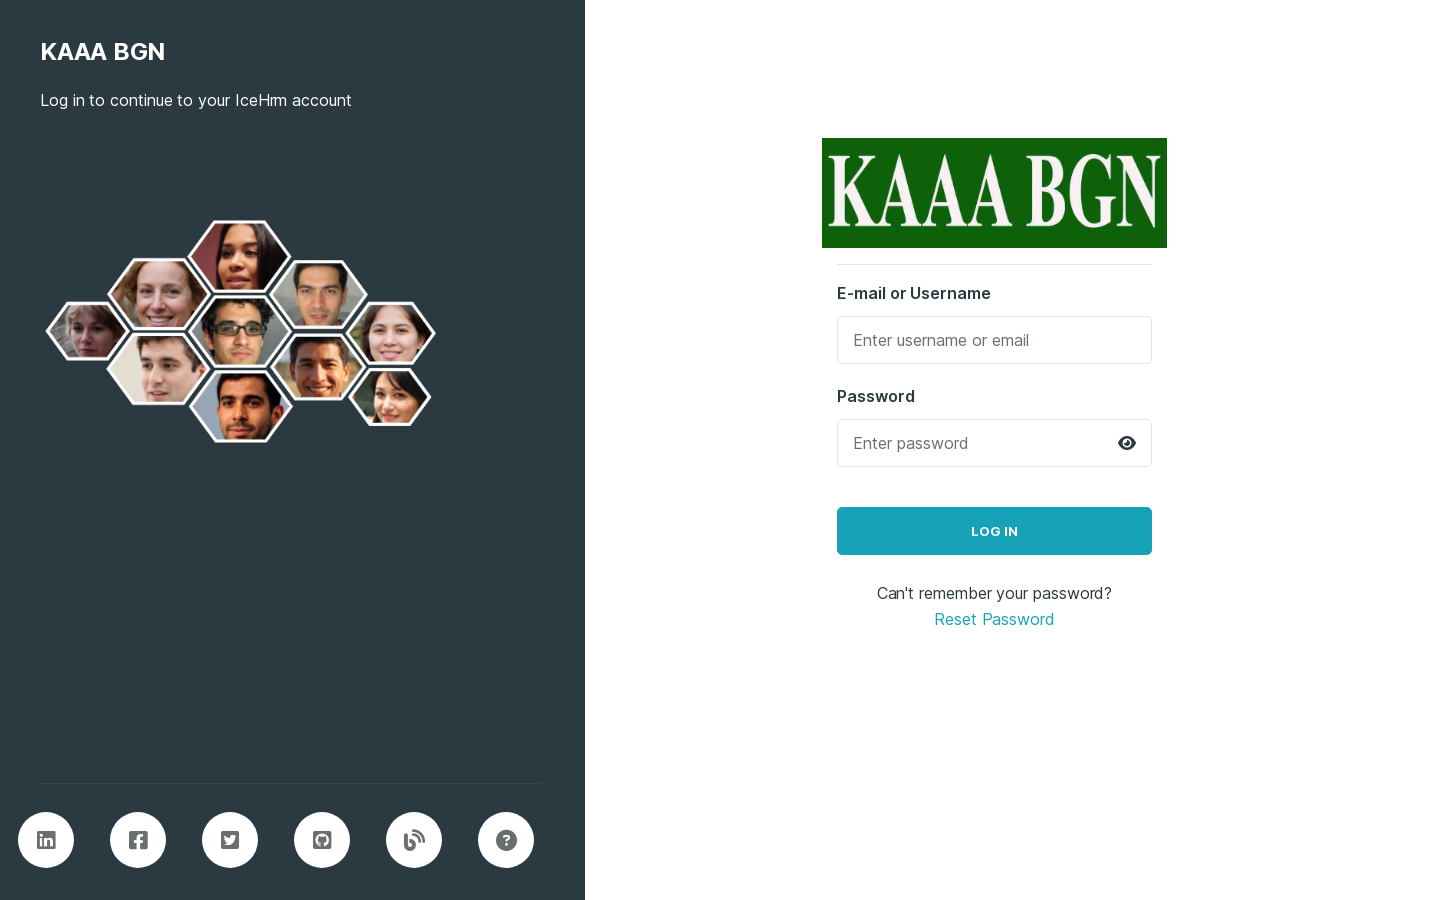 KAAA BGN
Log in to continue to your IceHrm account
KAAA BGN
E-mail or Username
Enter username or email
Password
Enter password
LOG IN
Can't remember your password?
Reset Password